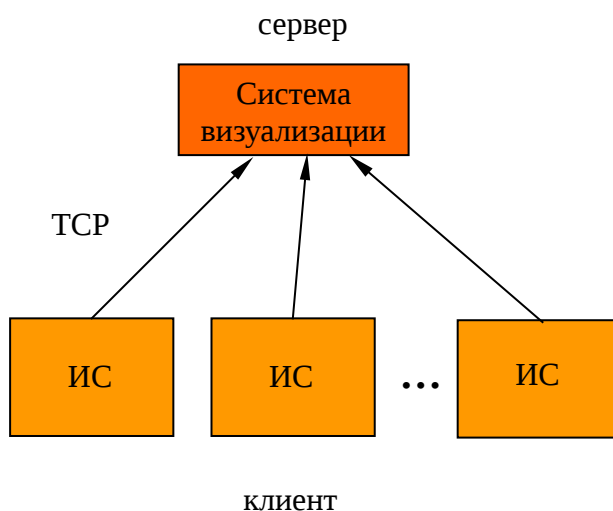 сервер
Система
визуализации
TCP
ИС
ИС
...
ИС
клиент